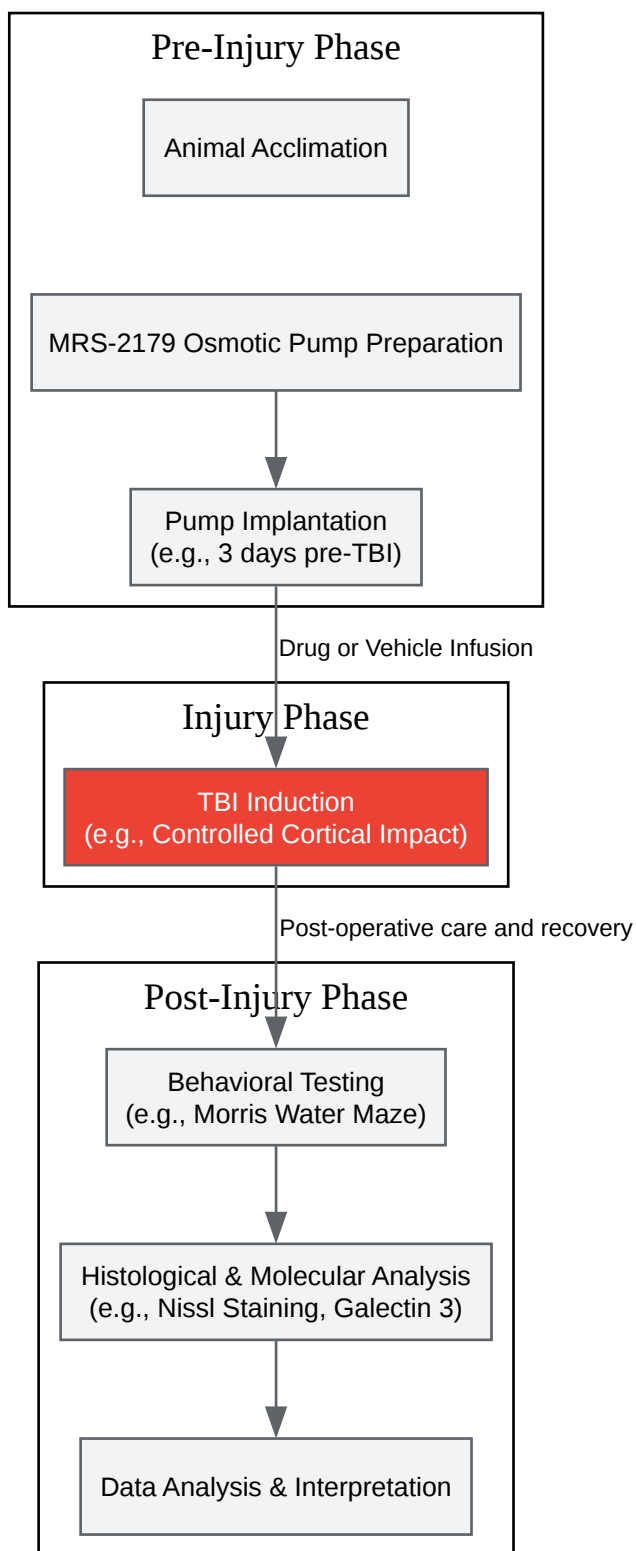 Pre-Injury Phase
Animal Acclimation
MRS-2179 Osmotic Pump Preparation
Pump Implantation
(e.g., 3 days pre-TBI)
Drug or Vehicle Infusion
Injury Phase
TBI Induction
(e.g., Controlled Cortical Impact)
Post-operative care and recovery
Post-Injury Phase
Behavioral Testing
(e.g., Morris Water Maze)
Histological & Molecular Analysis
(e.g., Nissl Staining, Galectin 3)
Data Analysis & Interpretation